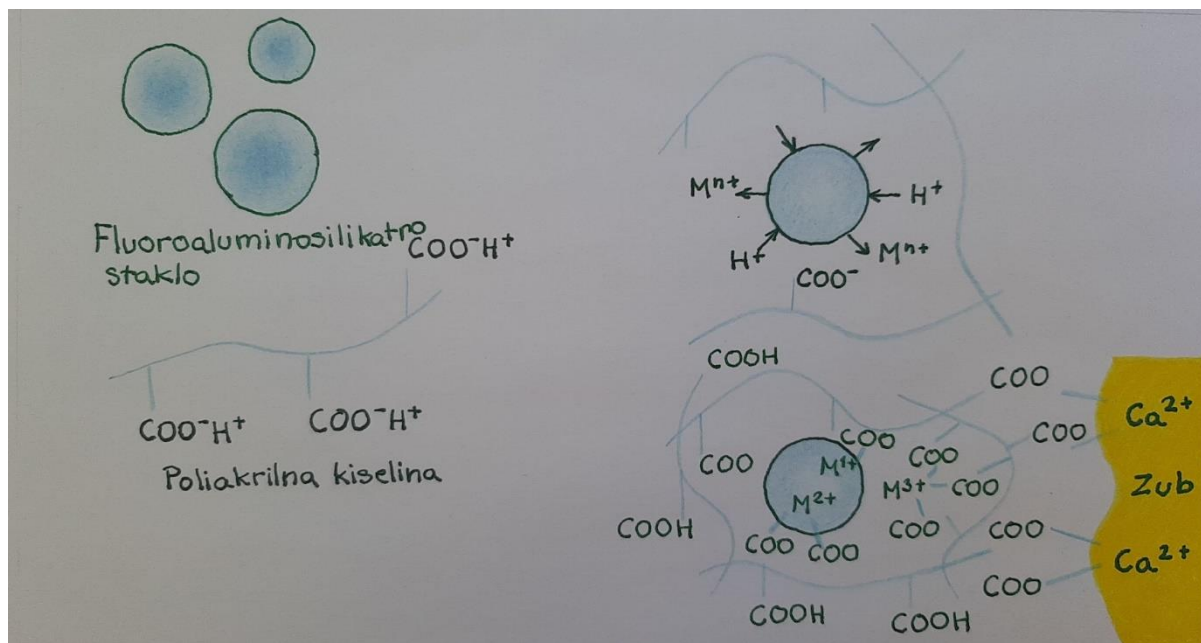 Fluoroaluminosilikatno
staklo
COO⁻H⁺
COO⁻H⁺
COO⁻H⁺
Poliakrilna kiselina
Mⁿ⁺
H⁺
H⁺
Mⁿ⁺
COO⁻
COOH
COO
COO
Ca²⁺
COO
COO
M¹⁺
COO
M³⁺
COO
Zub
M²⁺
COOH
COO
COO
COO
COO
Ca²⁺
COO
COOH
COOH